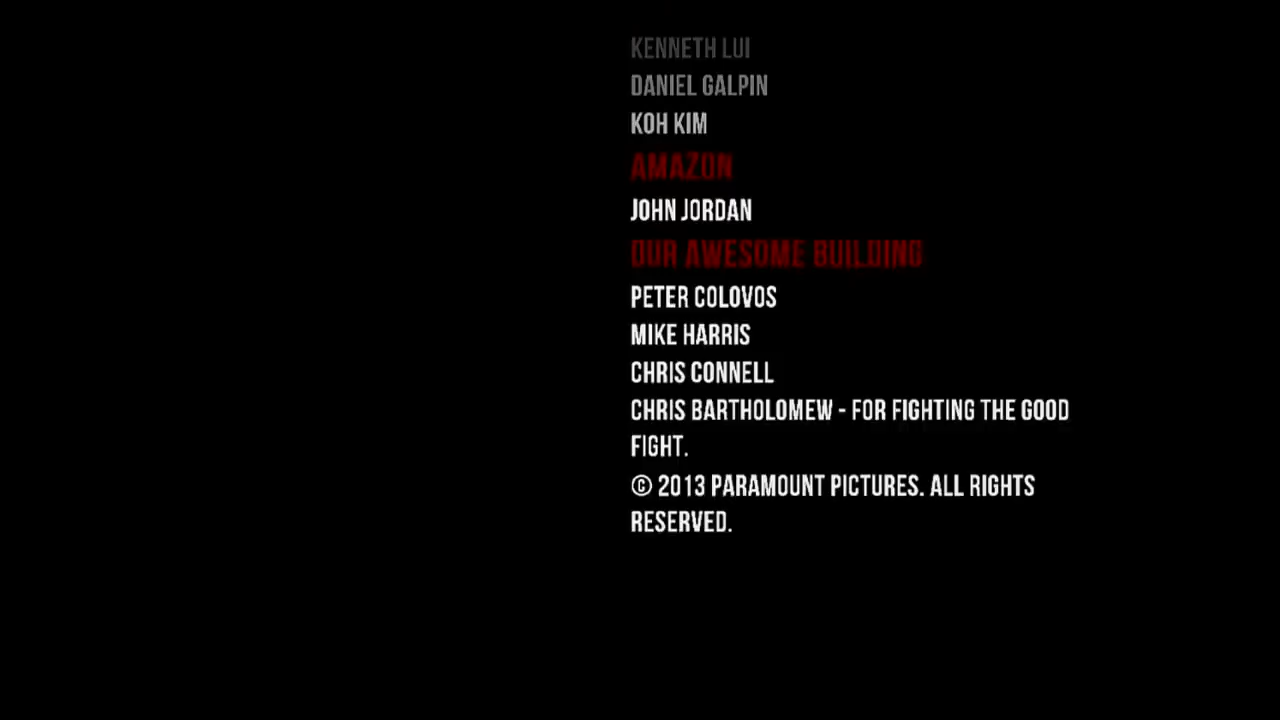 KENNETH LUI
DANIEL GALPIN
KOH KIM
AMAZON
JOHN JORDAN
OUR AWESOME BUILDING
PETER COLOVOS
MIKE HARRIS
CHRIS CONNELL
CHRIS BARTHOLOMEW - FOR FIGHTING THE GOOD
FIGHT.
© 2013 PARAMOUNT PICTURES. ALL RIGHTS
RESERVED.